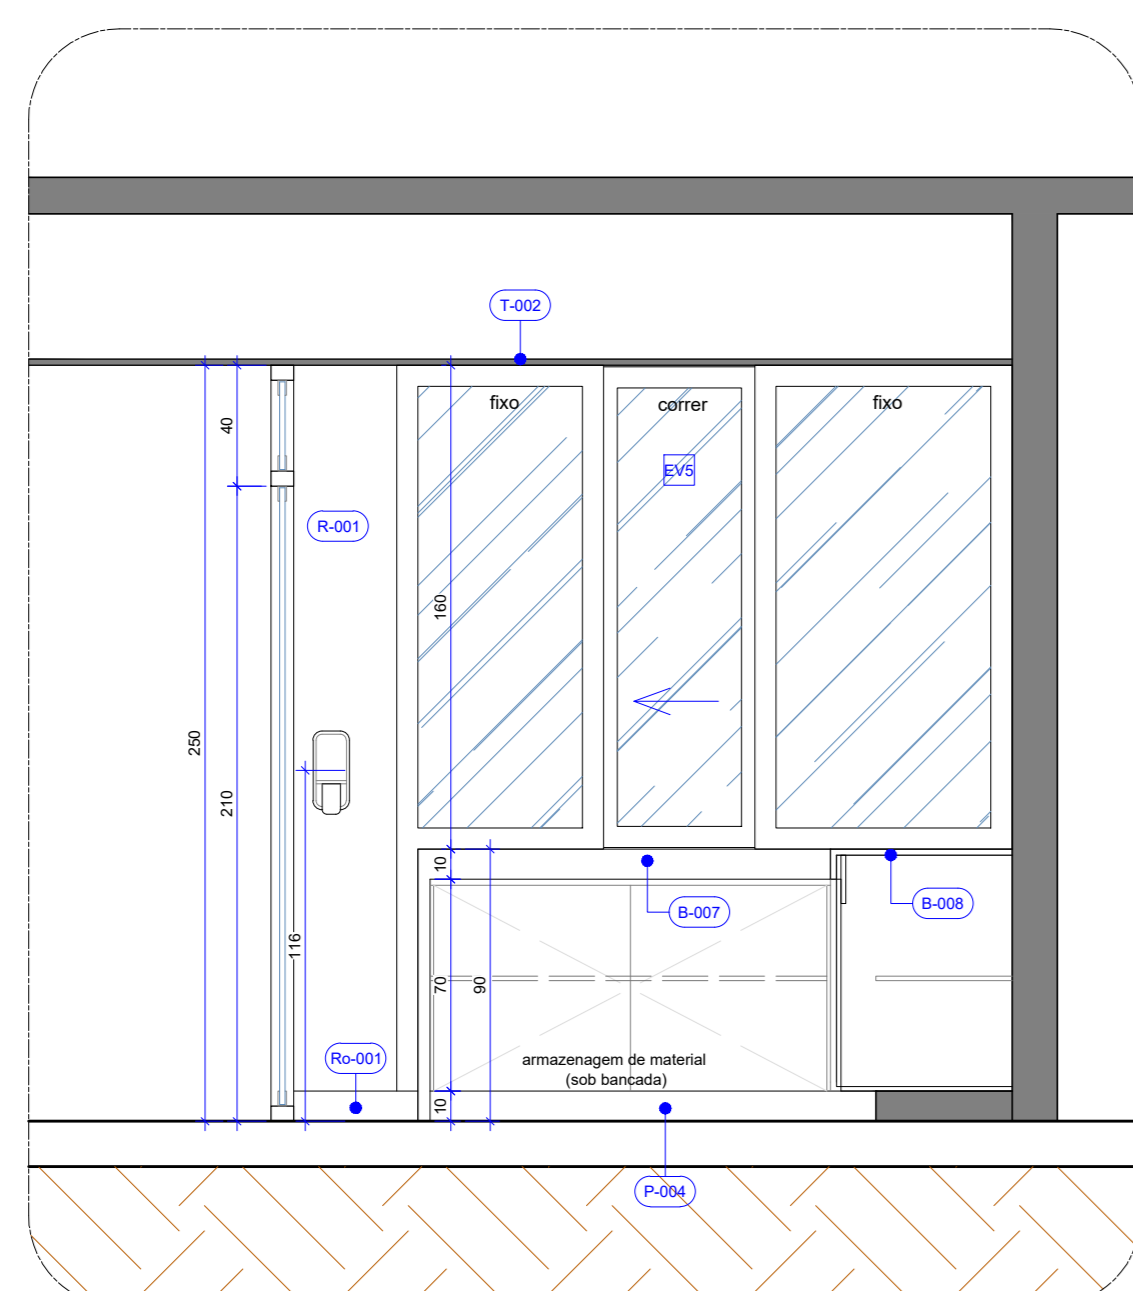 T-002
fixo
correr
fixo
40
EV5
R-001
160
250
210
116
10
B-007
B-008
70
90
Ro-001
armazenagem de material
(sob bancada)
10
P-004